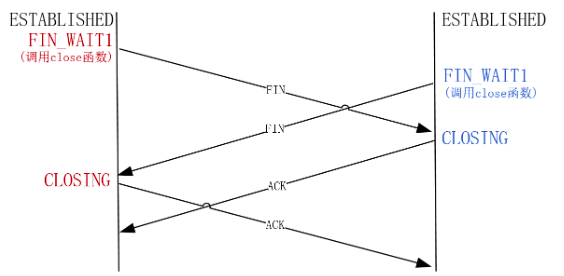 ESTABLISHED
ESTABLISHED
FIN_WAIT1
(调用close函数)
FIN_WAIT1
(调用close函数)
FIN
FIN
CLOSING
CLOSING
ACK
ACK